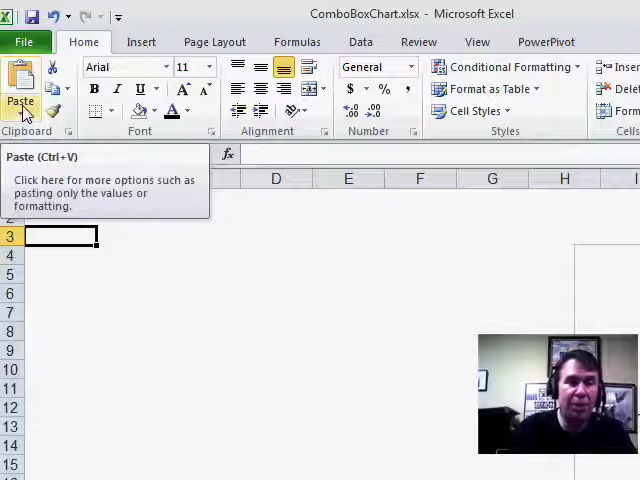 ComboBoxChart.xlsx - Microsoft Excel
File Home Insert Page Layout Formulas Data Review View PowerPivot
Paste
Arial 11 General
Conditional Formatting
Format as Table
Cell Styles
B I U A A
$ % ,
Inser
Delet
Clipboard Font Alignment Number Styles
Paste (Ctrl+V)
Click here for more options such as
pasting only the values or
formatting.
fx
D E F G H I
2
3
4
5
6
7
8
9
10
11
12
13
14
15